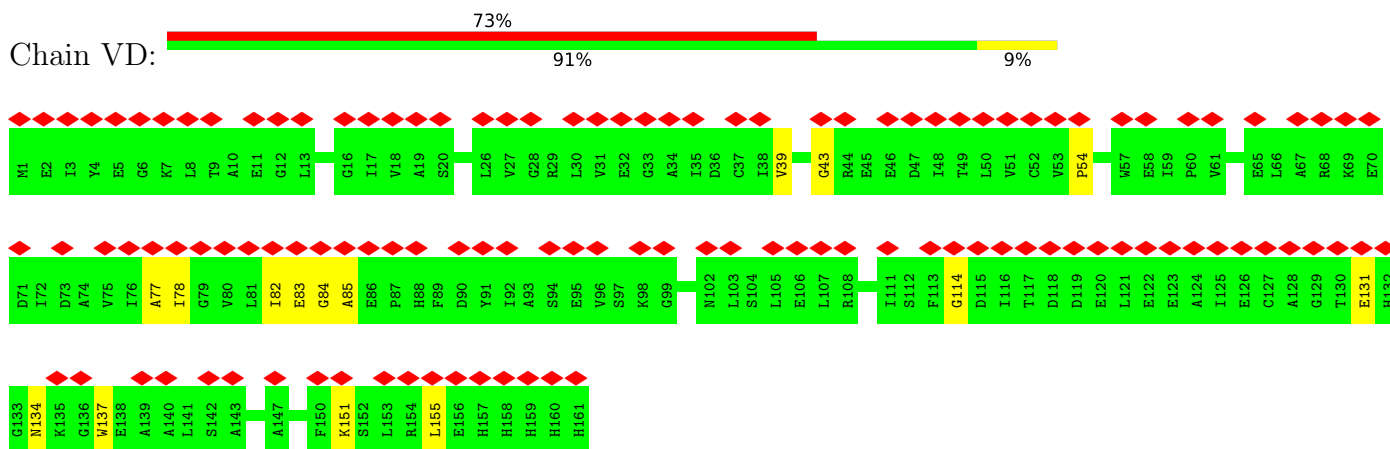 73%
Chain VD:
91% 9%
M1 E2 I3 Y4 E5 G6 K7 L8 T9 A10 E11 G12 L13 G16 I17 V18 A19 S20 L26 V27 G28 R29 L30 V31 E32 G33 A34 I35 D36 C37 I38 V39 G43 R44 E45 E46 D47 I48 T49 L50 V51 C52 V53 P54 W57 E58 I59 P60 V61 E65 L66 A67 R68 K69 E70
D71 I72 D73 A74 V75 I76 A77 I78 G79 V80 L81 I82 E83 G84 A85 E86 P87 H88 F89 D90 Y91 I92 A93 S94 E95 V96 S97 K98 G99 N102 L103 S104 L105 E106 L107 R108 I111 S112 F113 G114 D115 I116 T117 D118 D119 E120 L121 E122 E123 A124 I125 E126 C127 A128 G129 T130 E131 H132
G133 N134 K135 G136 W137 E138 A139 A140 L141 S142 A143 A147 F150 K151 S152 L153 R154 L155 E156 H157 H158 H159 H160 H161